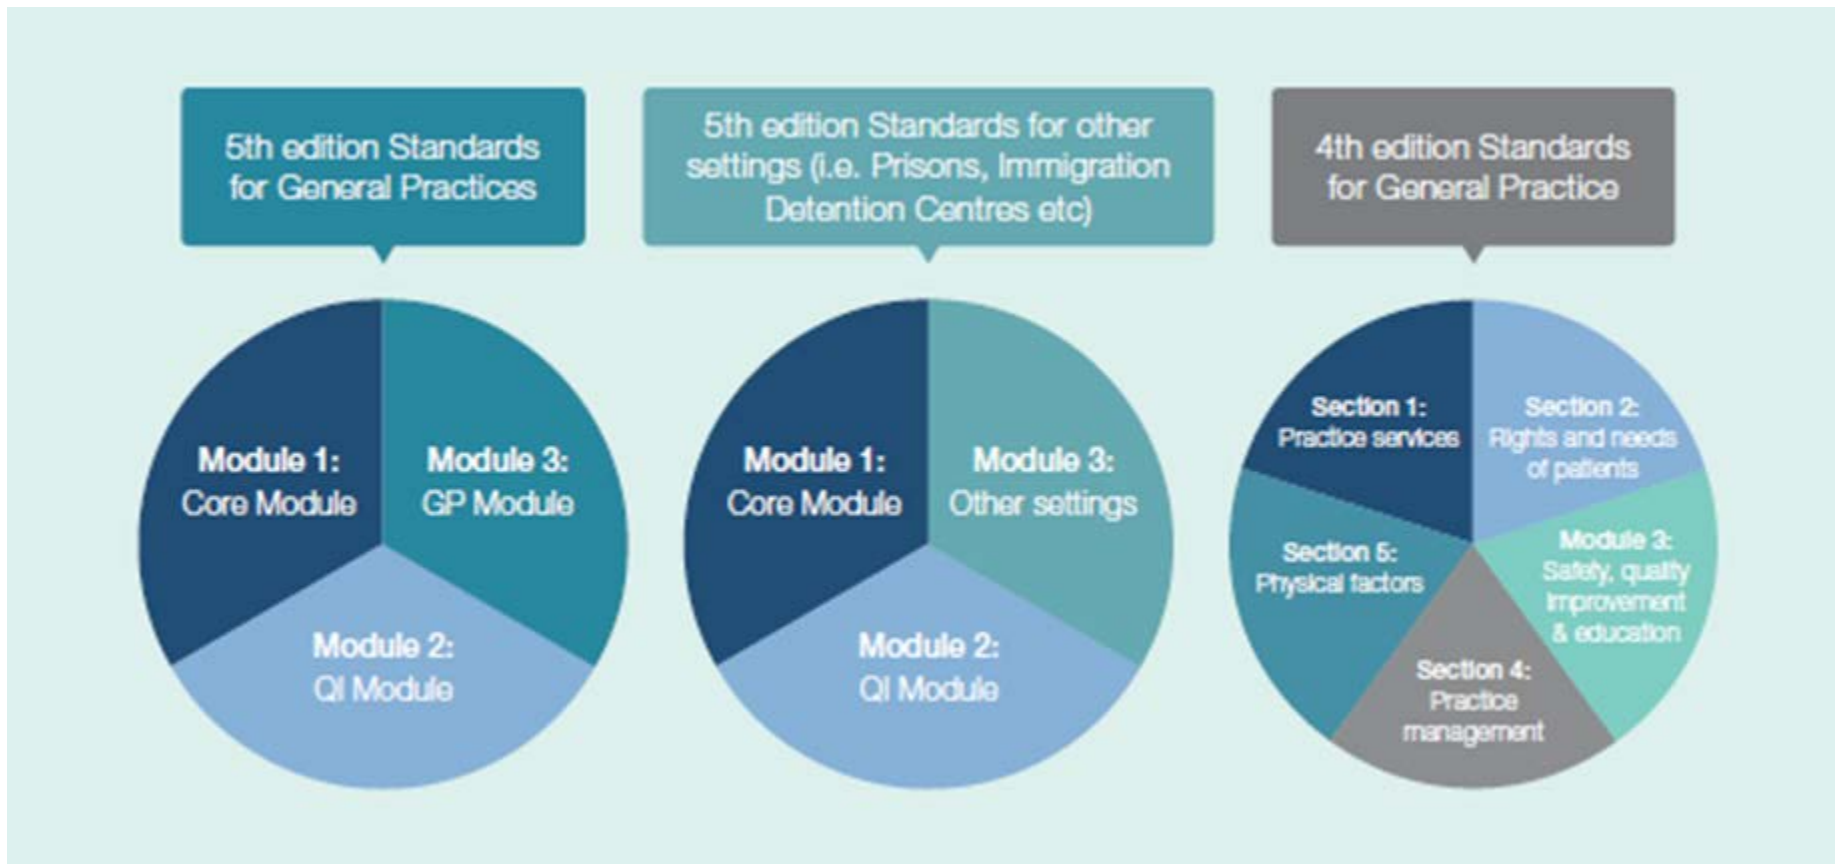 5th edition Standards
for General Practices
5th edition Standards for other
settings (i.e. Prisons, Immigration
Detention Centres etc)
4th edition Standards
for General Practice
Module 1:
Core Module
Module 3:
GP Module
Module 2:
QI Module
Module 1:
Core Module
Module 3:
Other settings
Module 2:
QI Module
Section 1:
Practice services
Section 2:
Rights and needs
of patients
Module 3:
Safety, quality
improvement
& education
Section 4:
Practice
management
Section 5:
Physical factors